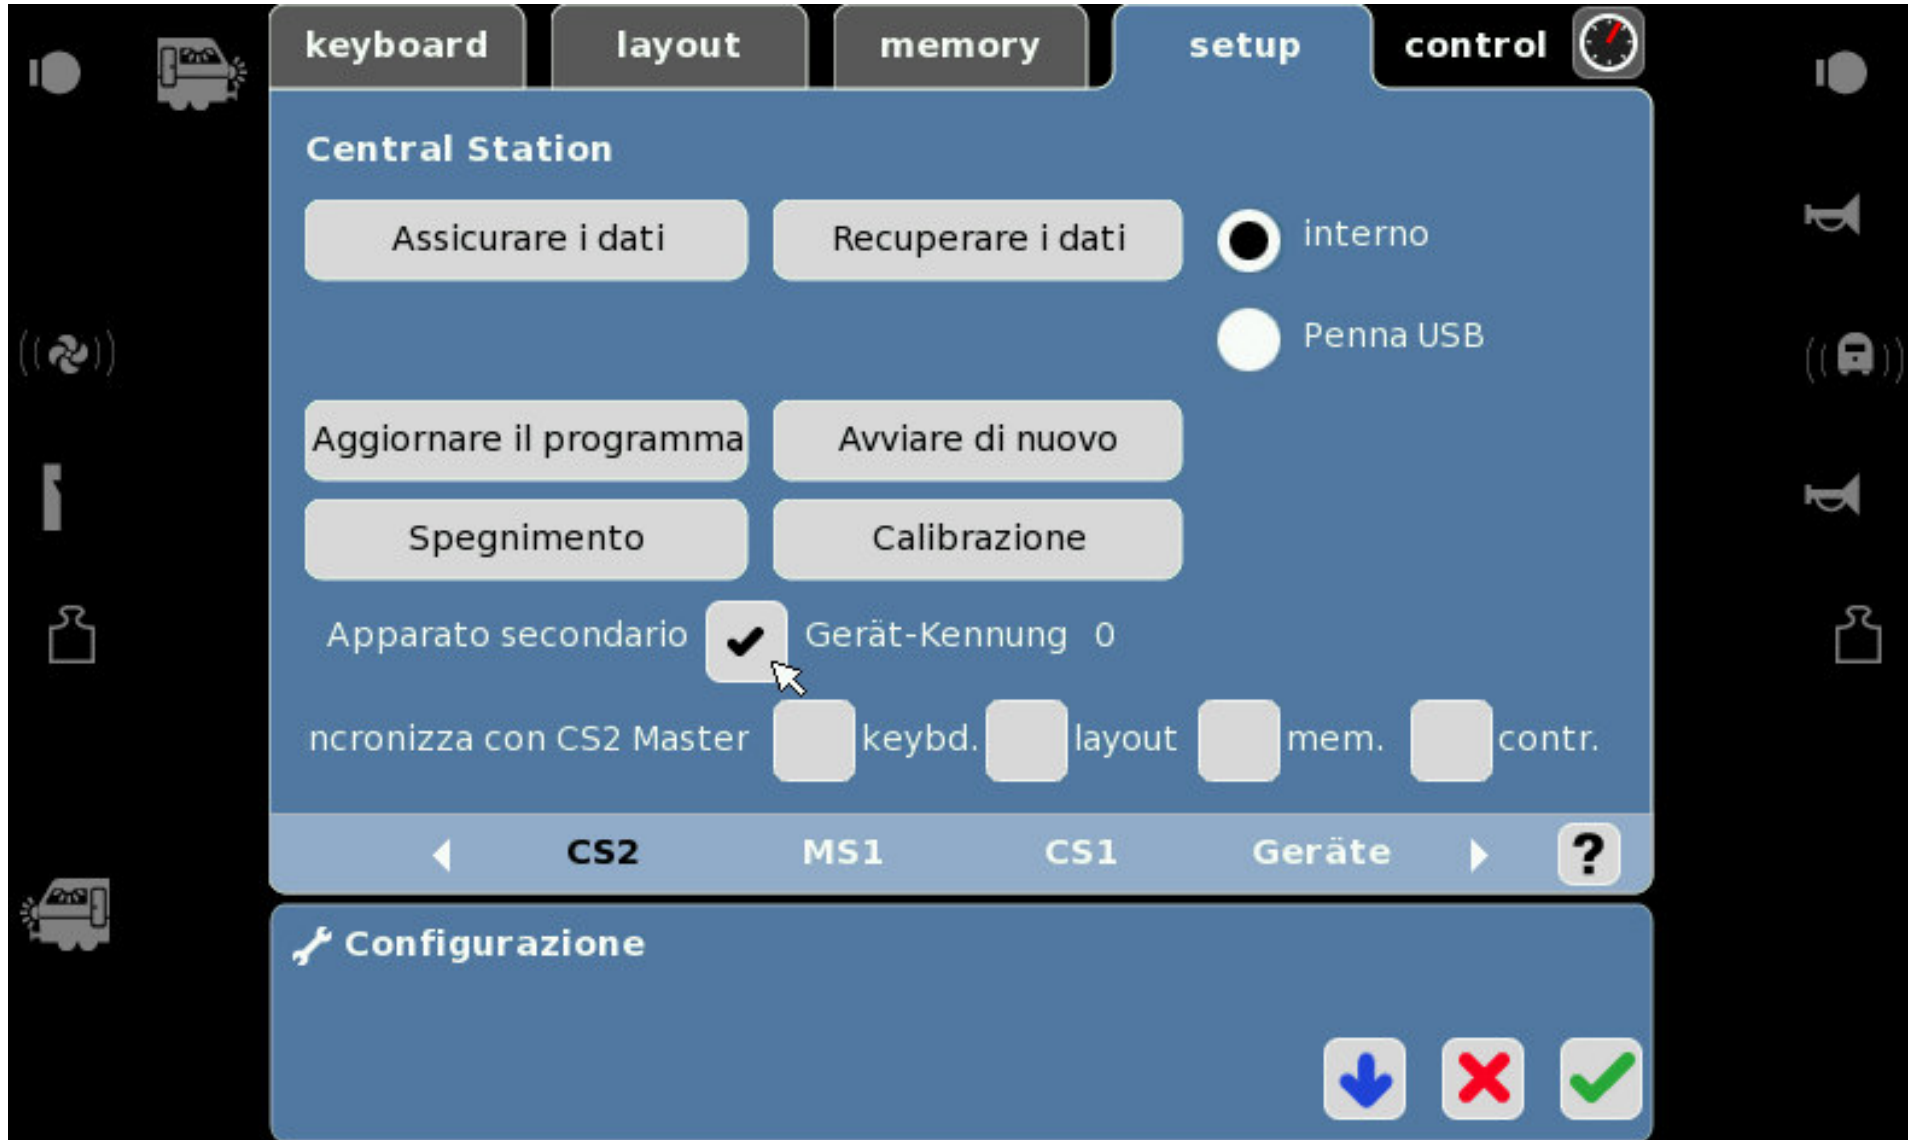 keyboard layout memory setup control
Central Station
Assicurare i dati Recuperare i dati interno
Penna USB
Aggiornare il programma Avviare di nuovo
Spegnimento Calibrazione
Apparato secondario Gerät-Kennung 0
ncronizza con CS2 Master keybd. layout mem. contr.
CS2 MS1 CS1 Geräte ?
Configurazione